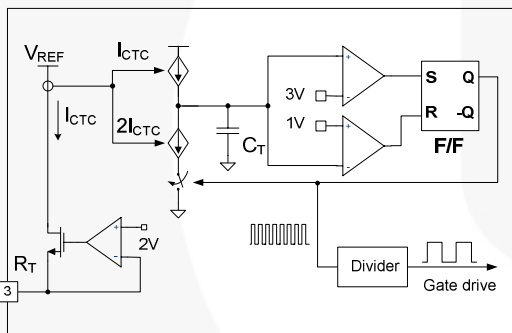 VREF
ICTC
ICTC
2ICTC
3V
1V
CT
+
-
+
-
S Q
R -Q
F/F
RT
+
-
2V
3
Divider
Gate drive